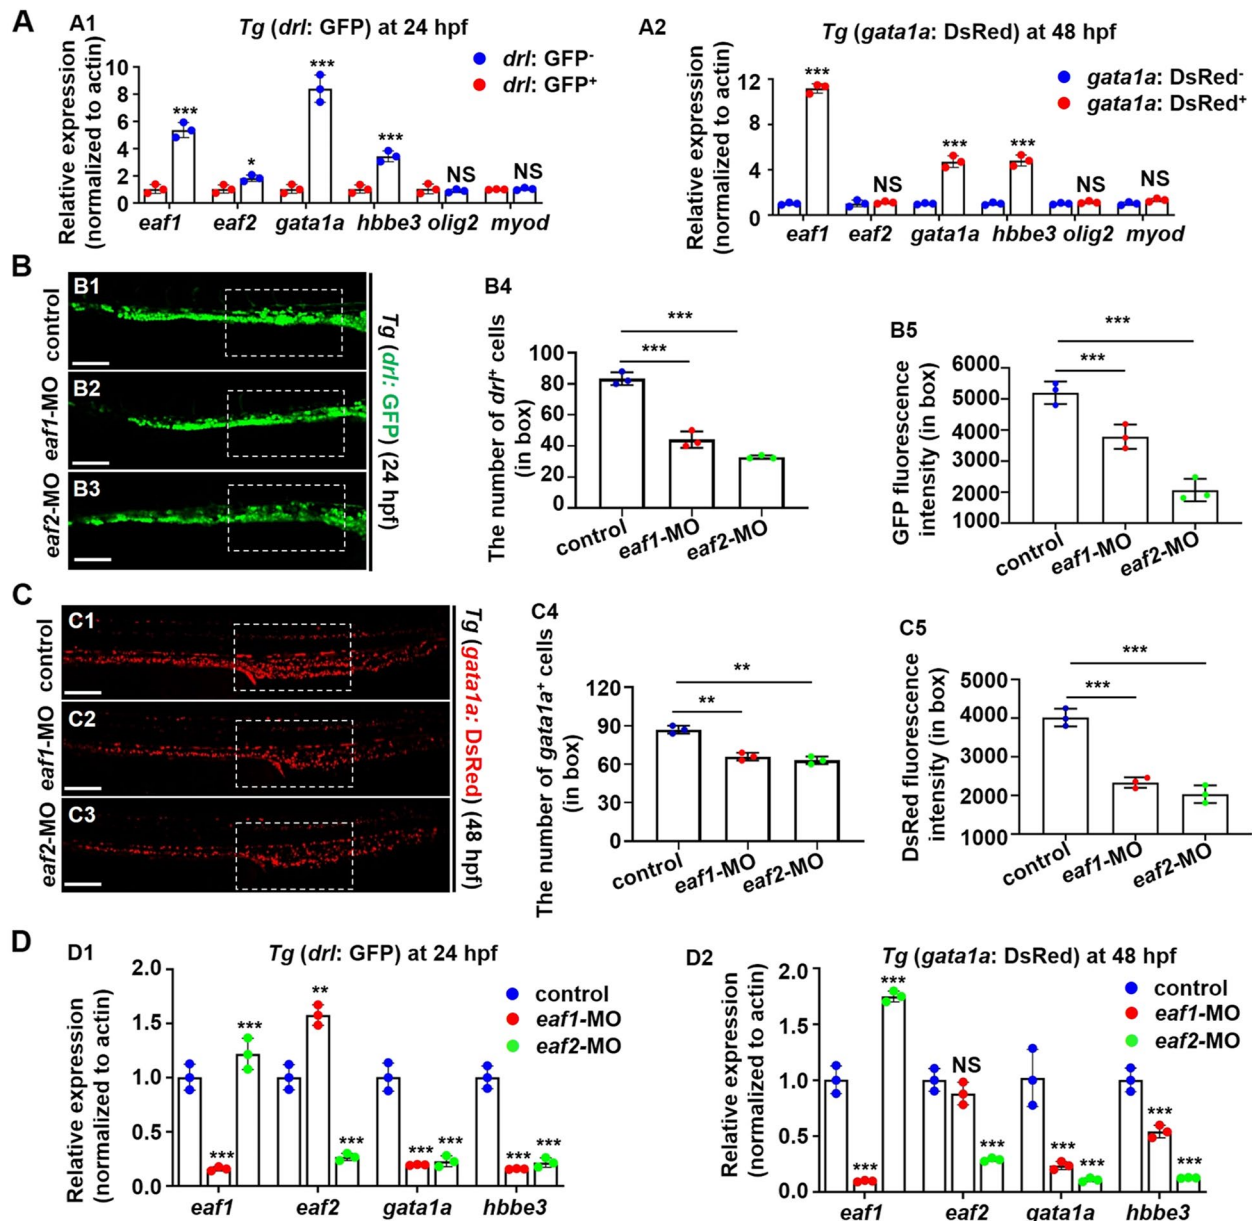 A
A1
Tg (drl: GFP) at 24 hpf
Relative expression
(normalized to actin)
10
8
6
4
2
0
***
*
***
***
NS
NS
drl: GFP-
drl: GFP+
eaf1 eaf2 gata1a hbbe3 olig2 myod
A2
Tg (gata1a: DsRed) at 48 hpf
Relative expression
(normalized to actin)
12
8
4
0
***
NS
***
***
NS
NS
gata1a: DsRed-
gata1a: DsRed+
eaf1 eaf2 gata1a hbbe3 olig2 myod
B
B1
B2
B3
control
eaf1-MO
eaf2-MO
Tg (drl: GFP) (24 hpf)
B4
The number of drl+ cells
(in box)
100
80
60
40
20
0
***
***
control
eaf1-MO
eaf2-MO
B5
GFP fluorescence
intensity (in box)
6000
5000
4000
3000
2000
1000
***
***
control
eaf1-MO
eaf2-MO
C
C1
C2
C3
control
eaf1-MO
eaf2-MO
Tg (gata1a: DsRed) (48 hpf)
C4
The number of gata1a+ cells
(in box)
120
90
60
30
0
**
**
control
eaf1-MO
eaf2-MO
C5
DsRed fluorescence
intensity (in box)
5000
4000
3000
2000
1000
***
***
control
eaf1-MO
eaf2-MO
D
D1
Tg (drl: GFP) at 24 hpf
Relative expression
(normalized to actin)
2.0
1.5
1.0
0.5
0.0
***
***
**
***
***
***
***
***
control
eaf1-MO
eaf2-MO
eaf1 eaf2 gata1a hbbe3
D2
Tg (gata1a: DsRed) at 48 hpf
Relative expression
(normalized to actin)
2.0
1.5
1.0
0.5
0.0
***
***
NS
***
***
***
***
***
control
eaf1-MO
eaf2-MO
eaf1 eaf2 gata1a hbbe3